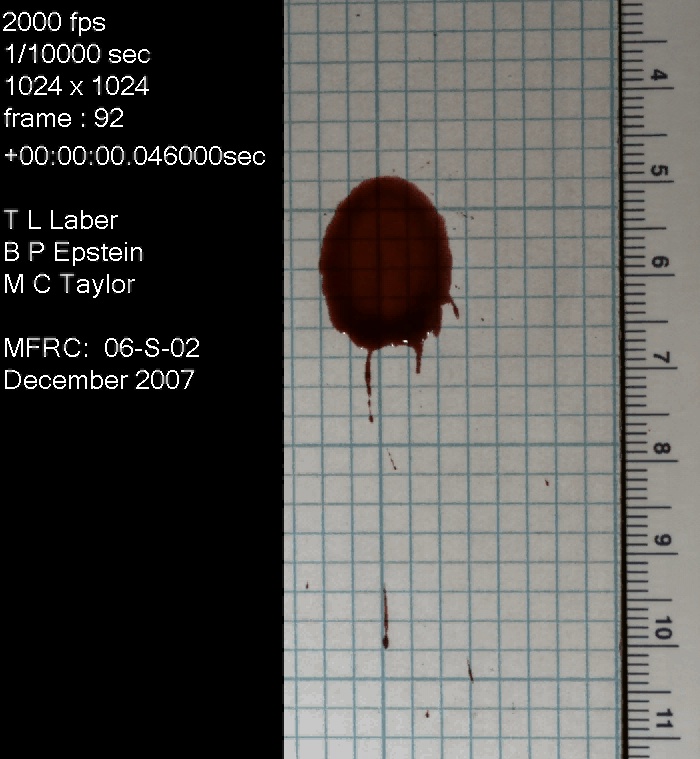 2000 fps
1/10000 sec
1024 x 1024
frame : 92
+00:00:00.046000sec
T L Laber
B P Epstein
M C Taylor
MFRC: 06-S-02
December 2007
4
5
6
7
8
9
10
11